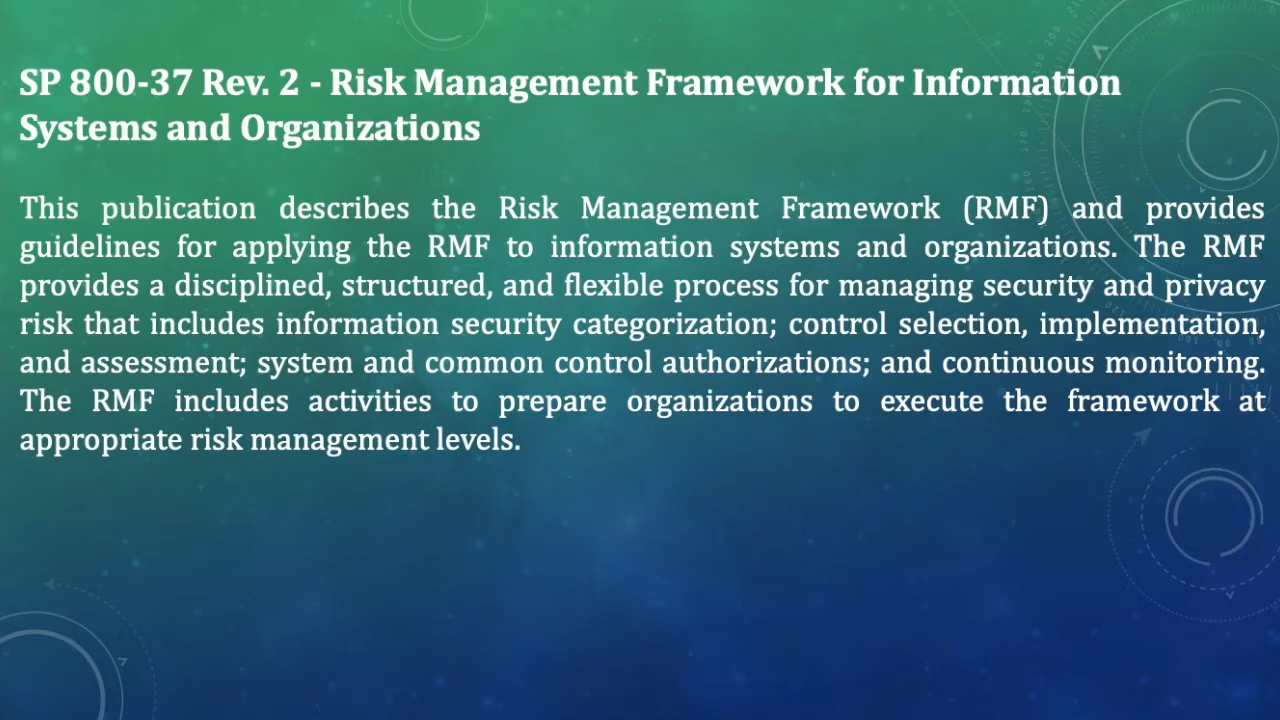 SP 800-37 Rev. 2 - Risk Management Framework for Information
Systems and Organizations
This publication describes the Risk Management Framework (RMF) and provides
guidelines for applying the RMF to information systems and organizations. The RMF
provides a disciplined, structured, and flexible process for managing security and privacy
risk that includes information security categorization; control selection, implementation,
and assessment; system and common control authorizations; and continuous monitoring.
The RMF includes activities to prepare organizations to execute the framework at
appropriate risk management levels.